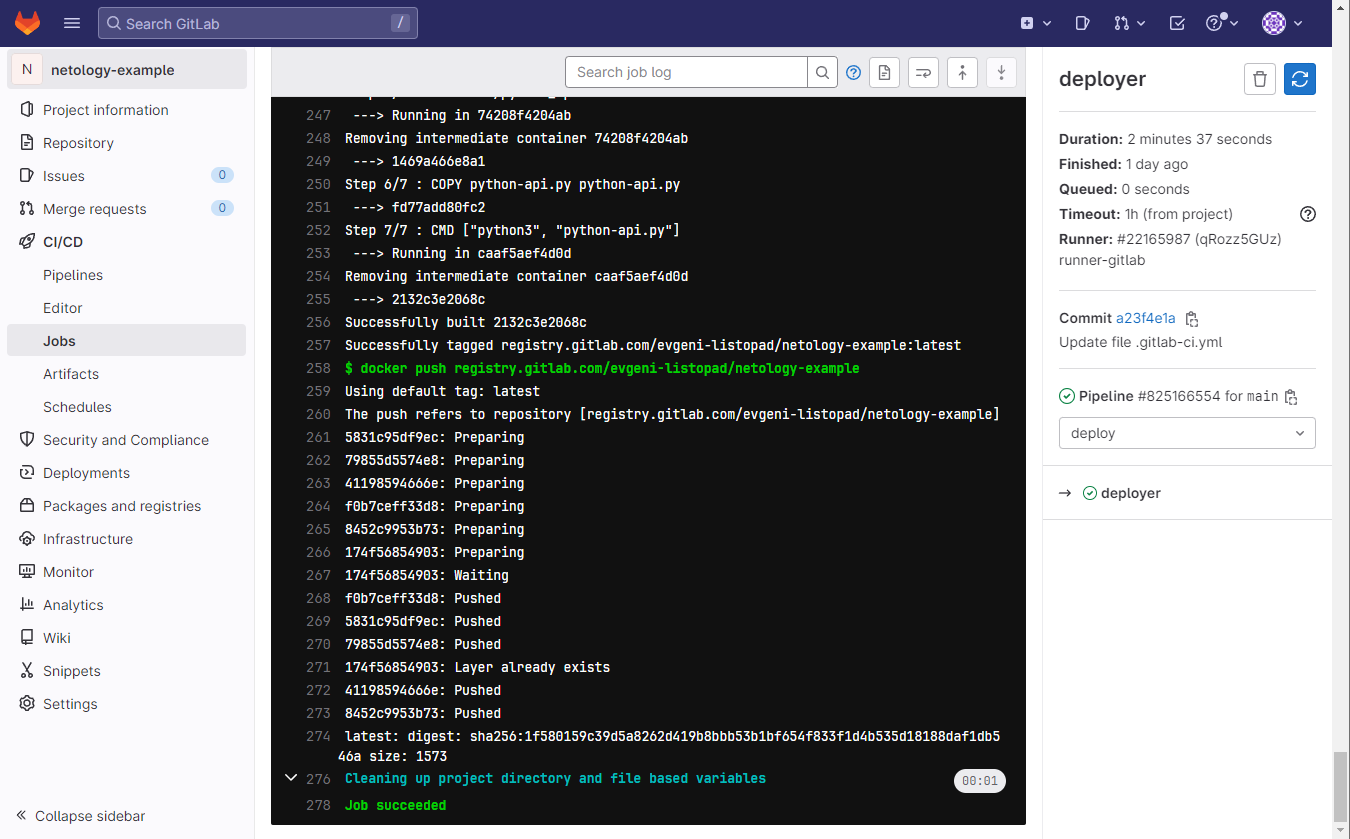 Search GitLab /
N netology-example
Project information
Repository
Issues 0
Merge requests 0
CI/CD
Pipelines
Editor
Jobs
Artifacts
Schedules
Security and Compliance
Deployments
Packages and registries
Infrastructure
Monitor
Analytics
Wiki
Snippets
Settings
Collapse sidebar
Search job log
247 ---> Running in 74208f4204ab
248 Removing intermediate container 74208f4204ab
249 ---> 1469a466e8a1
250 Step 6/7 : COPY python-api.py python-api.py
251 ---> fd77add80fc2
252 Step 7/7 : CMD ["python3", "python-api.py"]
253 ---> Running in caaf5aef4d0d
254 Removing intermediate container caaf5aef4d0d
255 ---> 2132c3e2068c
256 Successfully built 2132c3e2068c
257 Successfully tagged registry.gitlab.com/evgeni-listopad/netology-example:latest
258 $ docker push registry.gitlab.com/evgeni-listopad/netology-example
259 Using default tag: latest
260 The push refers to repository [registry.gitlab.com/evgeni-listopad/netology-example]
261 5831c95df9ec: Preparing
262 79855d5574e8: Preparing
263 41198594666e: Preparing
264 f0b7ceff33d8: Preparing
265 8452c9953b73: Preparing
266 174f56854903: Preparing
267 174f56854903: Waiting
268 f0b7ceff33d8: Pushed
269 5831c95df9ec: Pushed
270 79855d5574e8: Pushed
271 174f56854903: Layer already exists
272 41198594666e: Pushed
273 8452c9953b73: Pushed
274 latest: digest: sha256:1f580159c39d5a8262d419b8bbb53b1bf654f833f1d4b535d18188daf1db5
46a size: 1573
276 Cleaning up project directory and file based variables 00:01
278 Job succeeded
deployer
Duration: 2 minutes 37 seconds
Finished: 1 day ago
Queued: 0 seconds
Timeout: 1h (from project)
Runner: #22165987 (qRozz5GUz)
runner-gitlab
Commit a23f4e1a
Update file .gitlab-ci.yml
Pipeline #825166554 for main
deploy
→ deployer